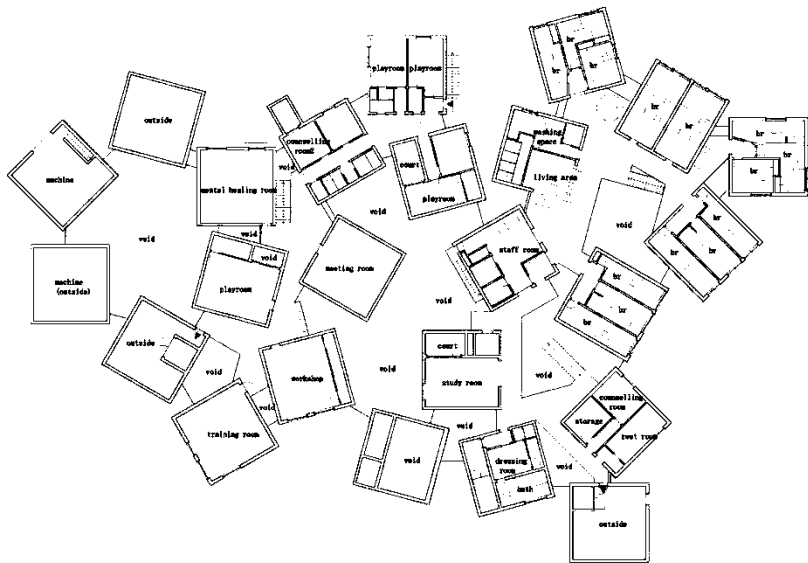 br
br
br
playroom
playroom
br
br
outside
counselling
room2
washing
space
br
br
br
court
void
machine
mental healing room
living area
playroom
void
br
br
br
void
void
void
staff room
void
meeting room
playroom
br
br
br
machine
(outside)
void
outside
court
void
void
workshop
study room
void
void
counselling
room
storage
rest room
training room
void
void
dressing
room
void
bath
outside